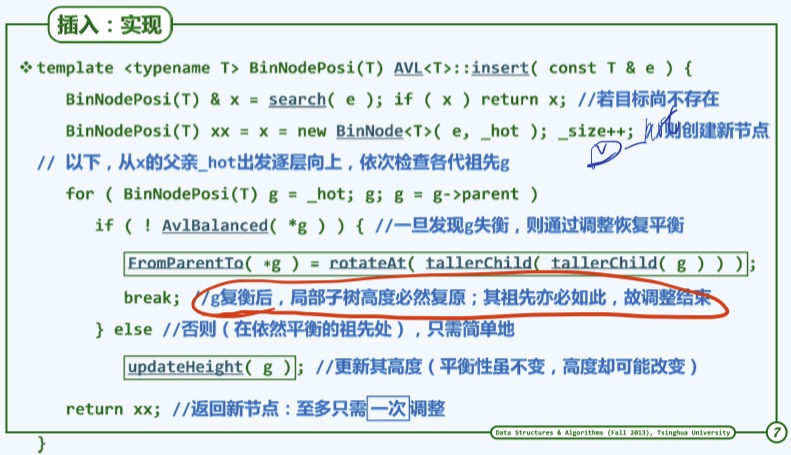 插入：实现
❖ template <typename T> BinNodePosi(T) AVL<T>::insert( const T & e ) {
BinNodePosi(T) & x = search( e ); if ( x ) return x; //若目标尚不存在
BinNodePosi(T) xx = x = new BinNode<T>( e, _hot ); _size++; 则创建新节点
// 以下，从x的父亲_hot出发逐层向上，依次检查各代祖先g
for ( BinNodePosi(T) g = _hot; g; g = g->parent )
if ( ! AvlBalanced( *g ) ) { //一旦发现g失衡，则通过调整恢复平衡
FromParentTo( *g ) = rotateAt( tallerChild( tallerChild( g ) ) );
break; //g复衡后，局部子树高度必然复原；其祖先亦必如此，故调整结束
} else //否则（在依然平衡的祖先处），只需简单地
updateHeight( g ); //更新其高度（平衡性虽不变，高度却可能改变）
return xx; //返回新节点：至多只需一次调整
}
Data Structures & Algorithms (Fall 2013), Tsinghua University
7